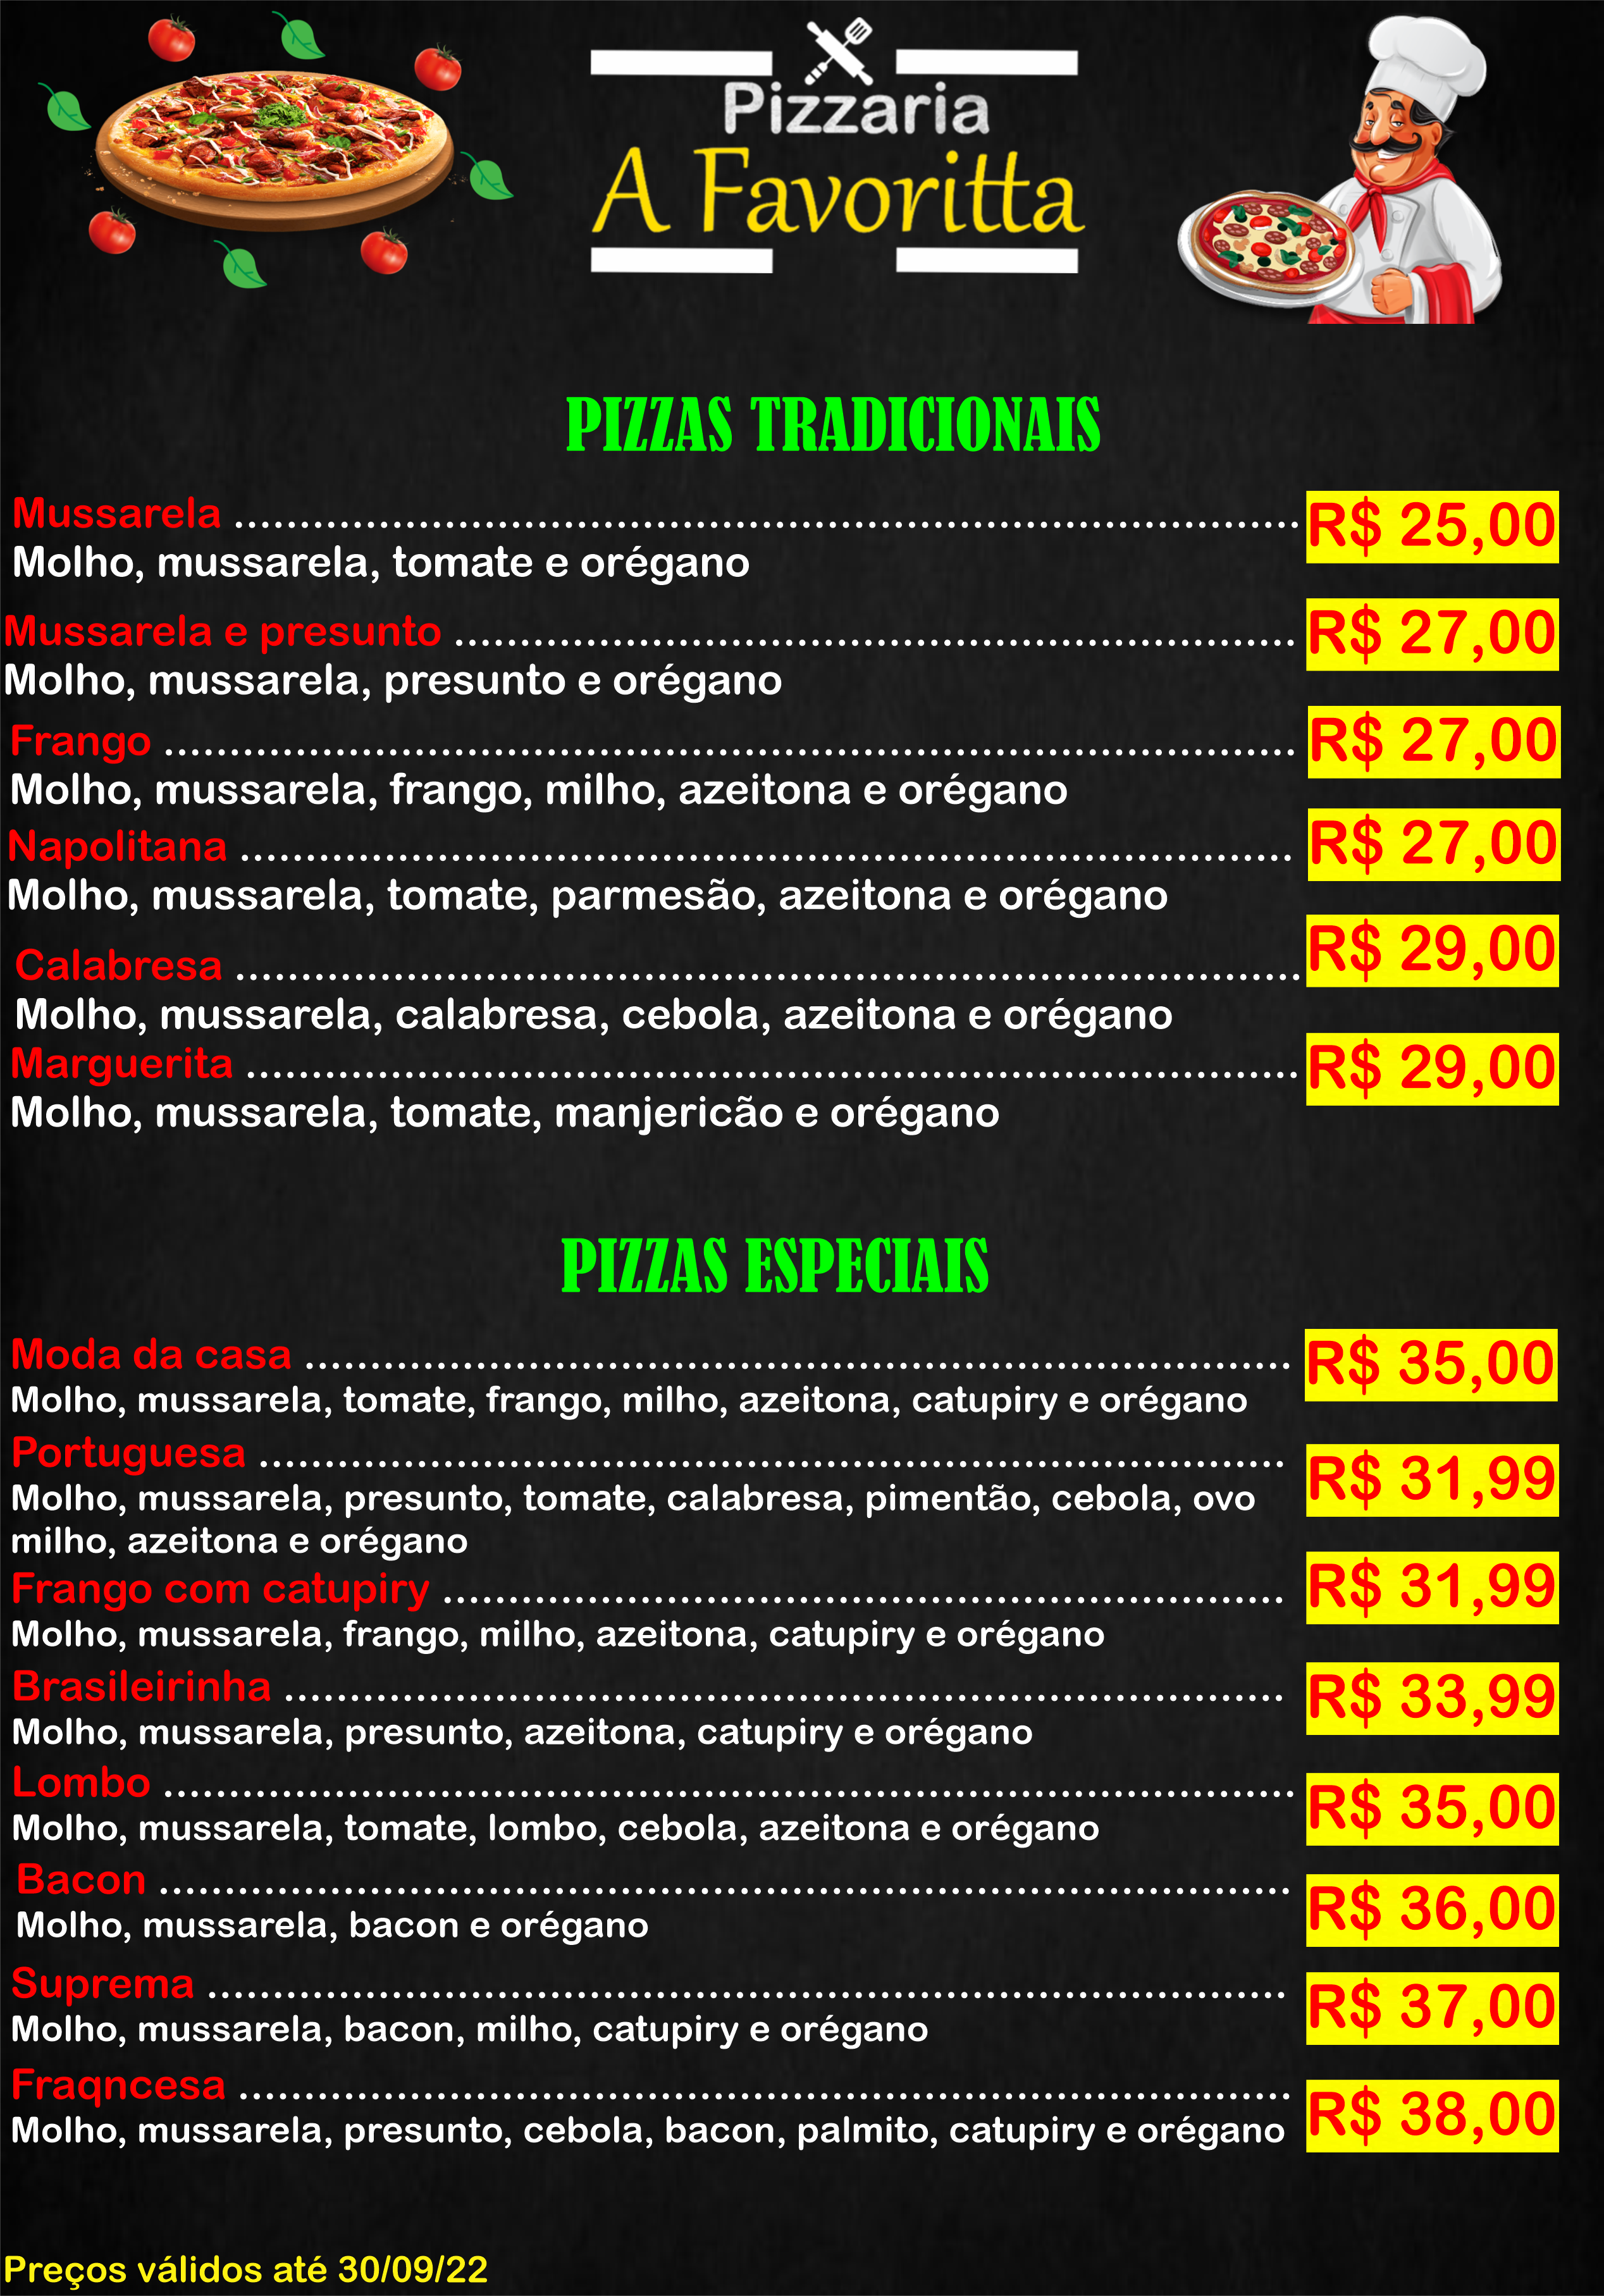 Pizzaria
A Favoritta
PIZZAS TRADICIONAIS
Mussarela ................................................................................. R$ 25,00
Molho, mussarela, tomate e orégano
Mussarela e presunto ................................................................ R$ 27,00
Molho, mussarela, presunto e orégano
Frango ...................................................................................... R$ 27,00
Molho, mussarela, frango, milho, azeitona e orégano
Napolitana ................................................................................ R$ 27,00
Molho, mussarela, tomate, parmesão, azeitona e orégano
Calabresa ................................................................................. R$ 29,00
Molho, mussarela, calabresa, cebola, azeitona e orégano
Marguerita ................................................................................ R$ 29,00
Molho, mussarela, tomate, manjericão e orégano
PIZZAS ESPECIAIS
Moda da casa ........................................................................... R$ 35,00
Molho, mussarela, tomate, frango, milho, azeitona, catupiry e orégano
Portuguesa .............................................................................. R$ 31,99
Molho, mussarela, presunto, tomate, calabresa, pimentão, cebola, ovo
milho, azeitona e orégano
Frango com catupiry ................................................................ R$ 31,99
Molho, mussarela, frango, milho, azeitona, catupiry e orégano
Brasileirinha ............................................................................ R$ 33,99
Molho, mussarela, presunto, azeitona, catupiry e orégano
Lombo ...................................................................................... R$ 35,00
Molho, mussarela, tomate, lombo, cebola, azeitona e orégano
Bacon ...................................................................................... R$ 36,00
Molho, mussarela, bacon e orégano
Suprema .................................................................................. R$ 37,00
Molho, mussarela, bacon, milho, catupiry e orégano
Fraqncesa ................................................................................ R$ 38,00
Molho, mussarela, presunto, cebola, bacon, palmito, catupiry e orégano
Preços válidos até 30/09/22